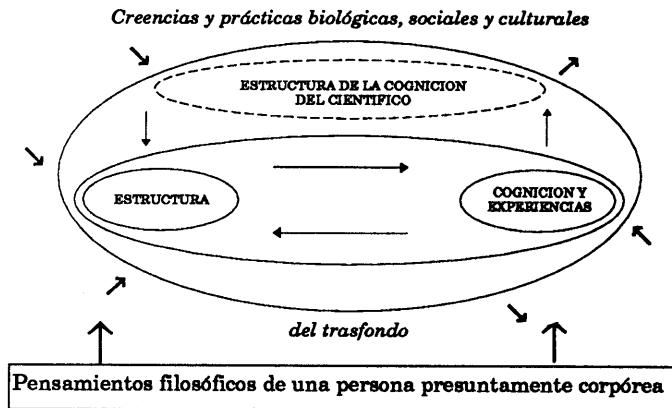 Creencias y prácticas biológicas, sociales y culturales
ESTRUCTURA DE LA COGNICION
DEL CIENTIFICO
ESTRUCTURA
COGNICION Y
EXPERIENCIAS
del trasfondo
Pensamientos filosóficos de una persona presuntamente corpórea